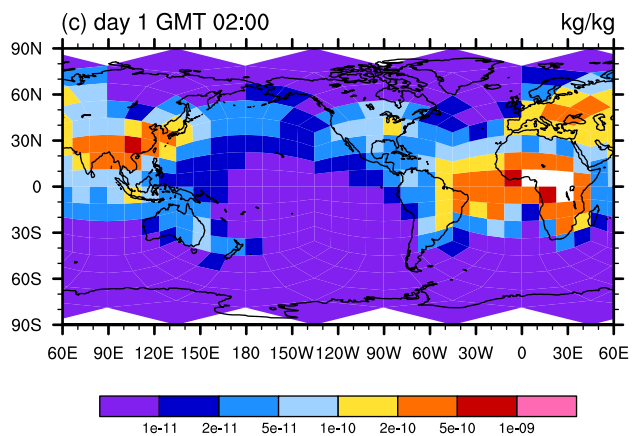 (c) day 1 GMT 02:00 kg/kg
90N
60N
30N
0
30S
60S
90S
60E 90E 120E 150E 180 150W 120W 90W 60W 30W 0 30E 60E
1e-11 2e-11 5e-11 1e-10 2e-10 5e-10 1e-09